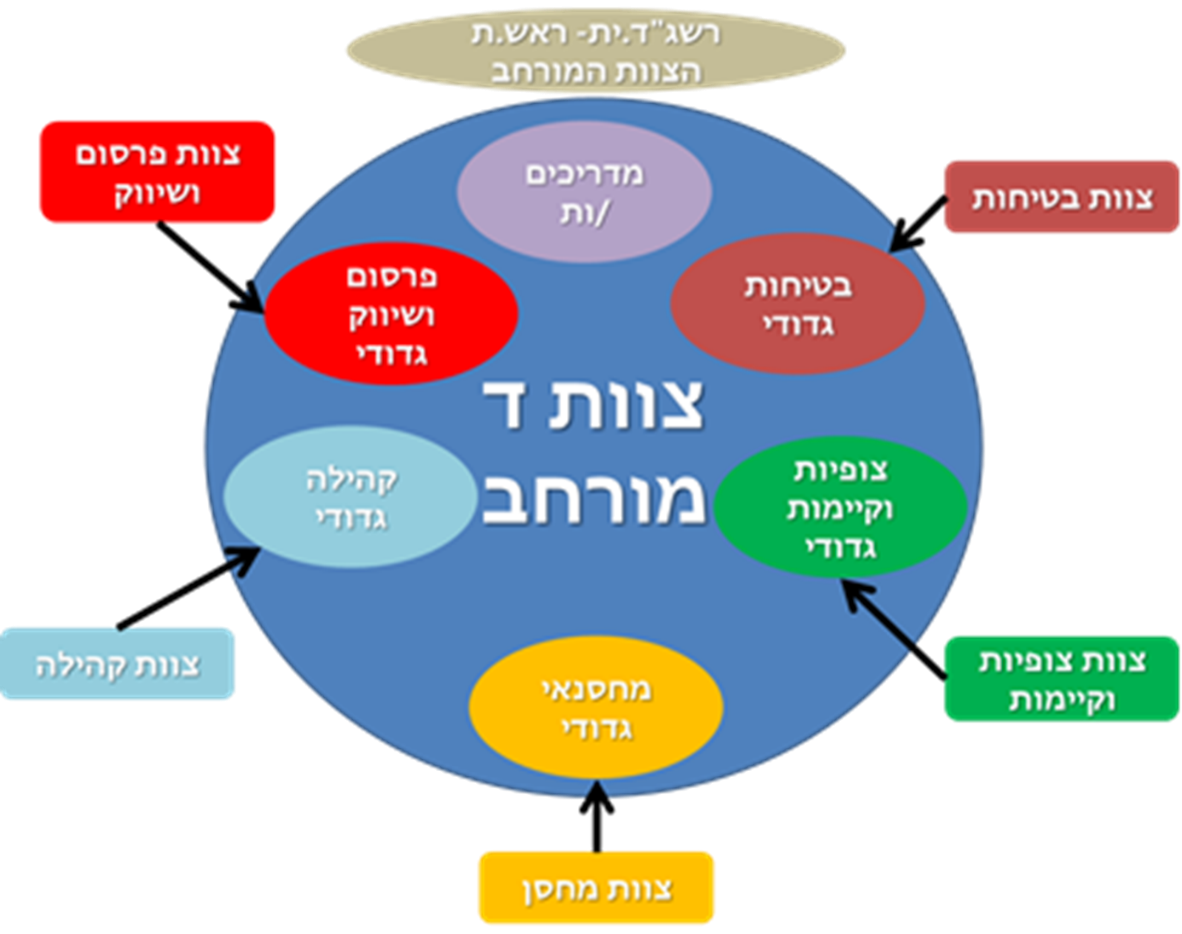 רשג"ד.ית- ראש.ת
הצוות המורחב
צוות פרסום
ושיווק
מדריכים
/ות
צוות בטיחות
פרסום
ושיווק
גדודי
בטיחות
גדודי
צוות ד
מורחב
קהילה
גדודי
צופיות
וקיימות
גדודי
צוות קהילה
מחסנאי
גדודי
צוות צופיות
וקיימות
צוות מחסן